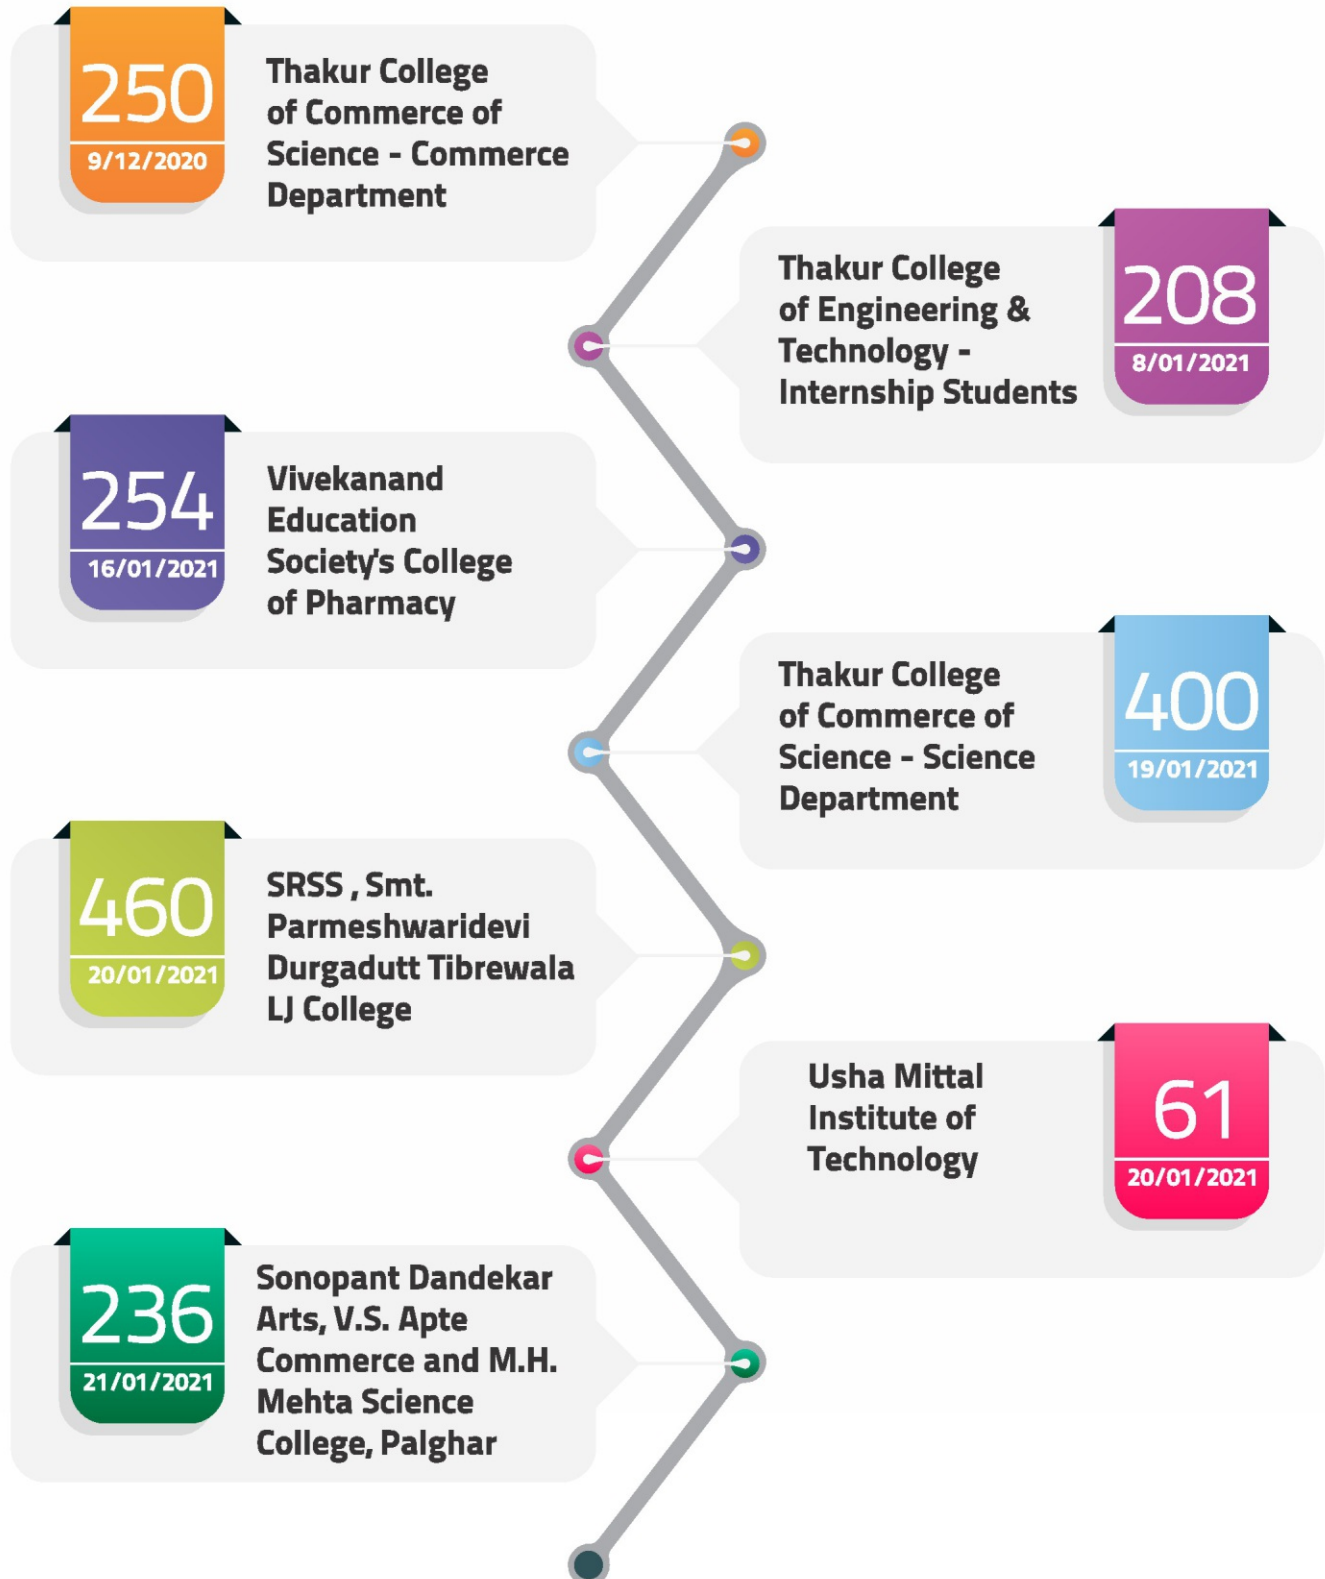 250
9/12/2020
Thakur College
of Commerce of
Science - Commerce
Department
Thakur College
of Engineering &
Technology -
Internship Students
208
8/01/2021
254
16/01/2021
Vivekanand
Education
Society's College
of Pharmacy
Thakur College
of Commerce of
Science - Science
Department
400
19/01/2021
460
20/01/2021
SRSS , Smt.
Parmeshwaridevi
Durgadutt Tibrewala
LJ College
Usha Mittal
Institute of
Technology
61
20/01/2021
236
21/01/2021
Sonopant Dandekar
Arts, V.S. Apte
Commerce and M.H.
Mehta Science
College, Palghar